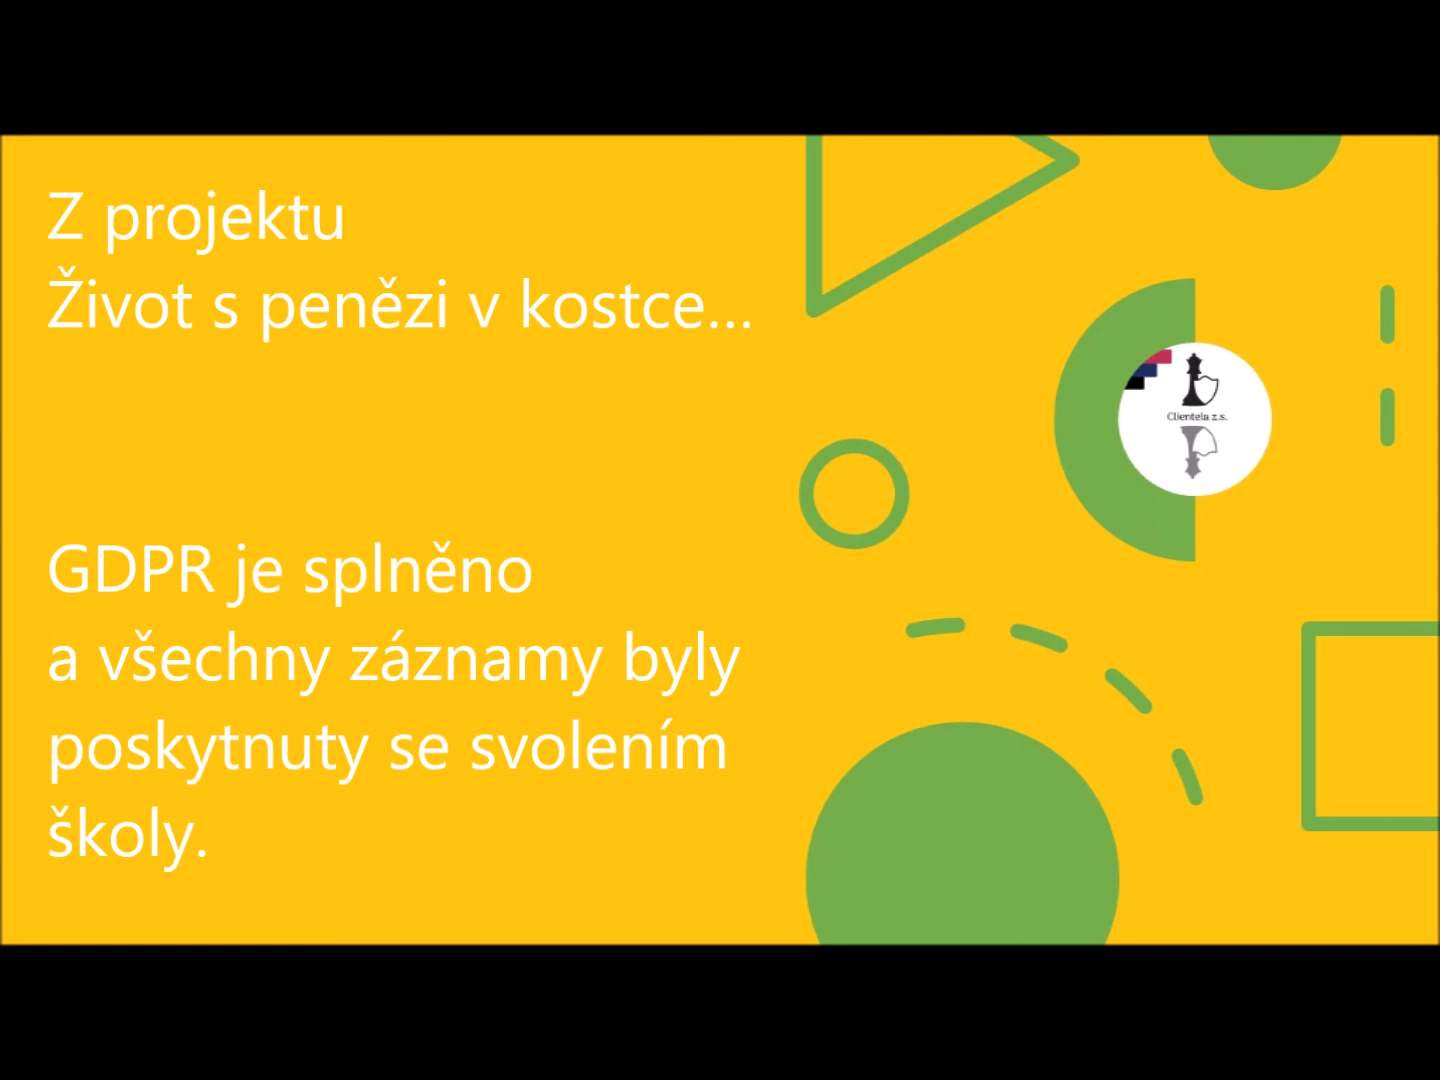 Z projektu
Život s penězi v kostce...
Clientela z.s.
GDPR je splněno
a všechny záznamy byly
poskytnuty se svolením
školy.